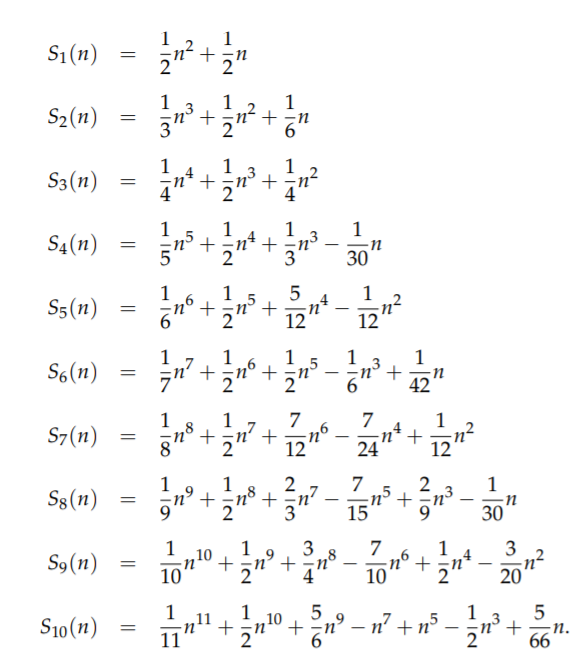 S₁(n) = 1/2 n² + 1/2 n
S₂(n) = 1/3 n³ + 1/2 n² + 1/6 n
S₃(n) = 1/4 n⁴ + 1/2 n³ + 1/4 n²
S₄(n) = 1/5 n⁵ + 1/2 n⁴ + 1/3 n³ − 1/30 n
S₅(n) = 1/6 n⁶ + 1/2 n⁵ + 5/12 n⁴ − 1/12 n²
S₆(n) = 1/7 n⁷ + 1/2 n⁶ + 1/2 n⁵ − 1/6 n³ + 1/42 n
S₇(n) = 1/8 n⁸ + 1/2 n⁷ + 7/12 n⁶ − 7/24 n⁴ + 1/12 n²
S₈(n) = 1/9 n⁹ + 1/2 n⁸ + 2/3 n⁷ − 7/15 n⁵ + 2/9 n³ − 1/30 n
S₉(n) = 1/10 n¹⁰ + 1/2 n⁹ + 3/4 n⁸ − 7/10 n⁶ + 1/2 n⁴ − 3/20 n²
S₁₀(n) = 1/11 n¹¹ + 1/2 n¹⁰ + 5/6 n⁹ − n⁷ + n⁵ − 1/2 n³ + 5/66 n.